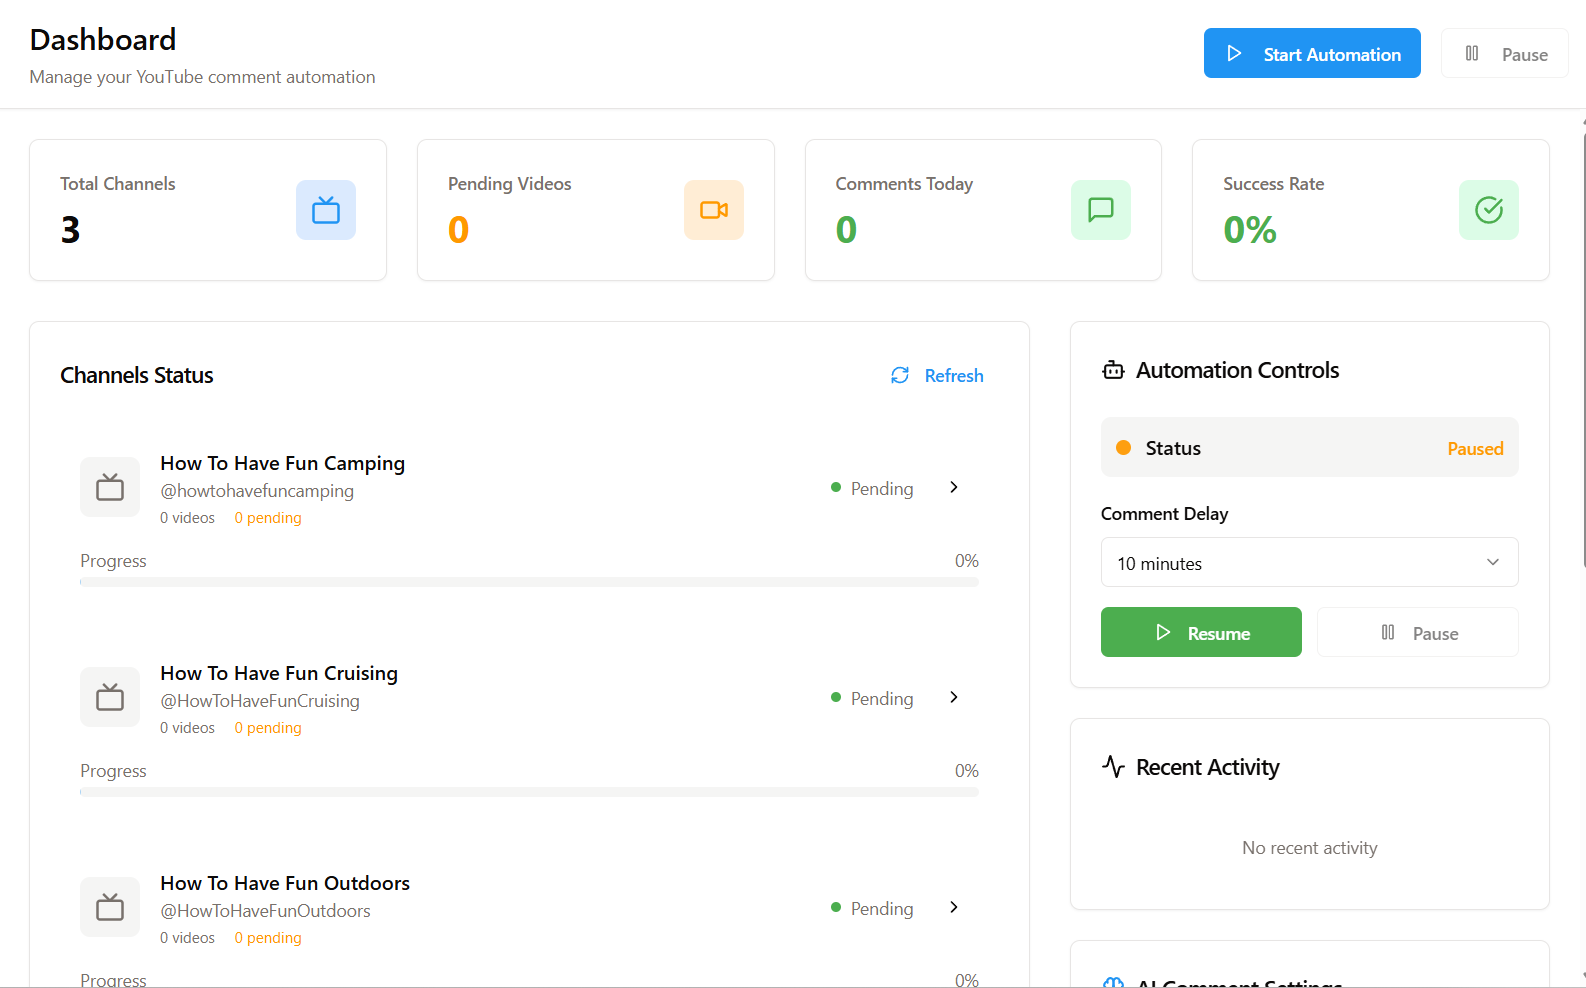 Dashboard
Manage your YouTube comment automation
Start Automation
Pause
Total Channels
3
Pending Videos
0
Comments Today
0
Success Rate
0%
Channels Status
Refresh
How To Have Fun Camping
@howtohavefuncamping
0 videos 0 pending
Pending
Progress 0%
How To Have Fun Cruising
@HowToHaveFunCruising
0 videos 0 pending
Pending
Progress 0%
How To Have Fun Outdoors
@HowToHaveFunOutdoors
0 videos 0 pending
Pending
Progress 0%
Automation Controls
Status Paused
Comment Delay
10 minutes
Resume
Pause
Recent Activity
No recent activity
AI Comment Settings